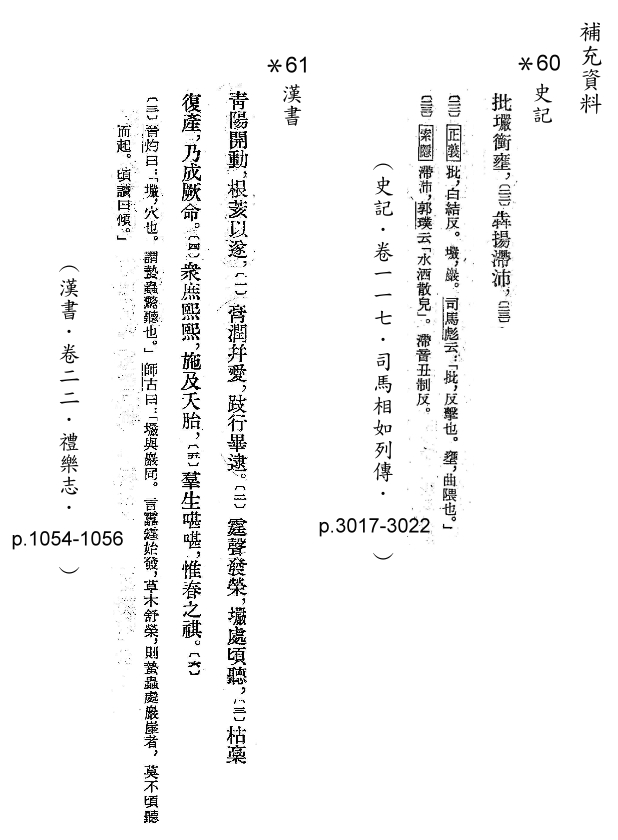 補充資料
*60
史記
批壧衝壅，〔二二〕犇揚滯沛，〔二三〕
〔二二〕正義批，白結反。壧，巖。司馬彪云：「批，反擊也。壅，曲隈也。」
〔二三〕索隱滯沛，郭璞云「水洒散皃」。滯音丑制反。
（史記．卷一一七．司馬相如列傳．
p.3017-3022
）
*61
漢書
青陽開動，根荄以遂，〔一〕膏潤并愛，跂行畢逮。〔二〕霆聲發榮，壧處頃聽，〔三〕枯槀
復產，乃成厥命。〔四〕衆庶熙熙，施及夭胎，〔五〕羣生啿啿，惟春之祺。〔六〕
〔三〕晉灼曰：「壧，穴也。謂蟄蟲驚聽也。」師古曰：「壧與巖同。言靁霆始發，草木舒榮，則蟄蟲處巖崖者，莫不頃聽
而起。頃讀曰傾。」
（漢書．卷二二．禮樂志．
p.1054-1056
）